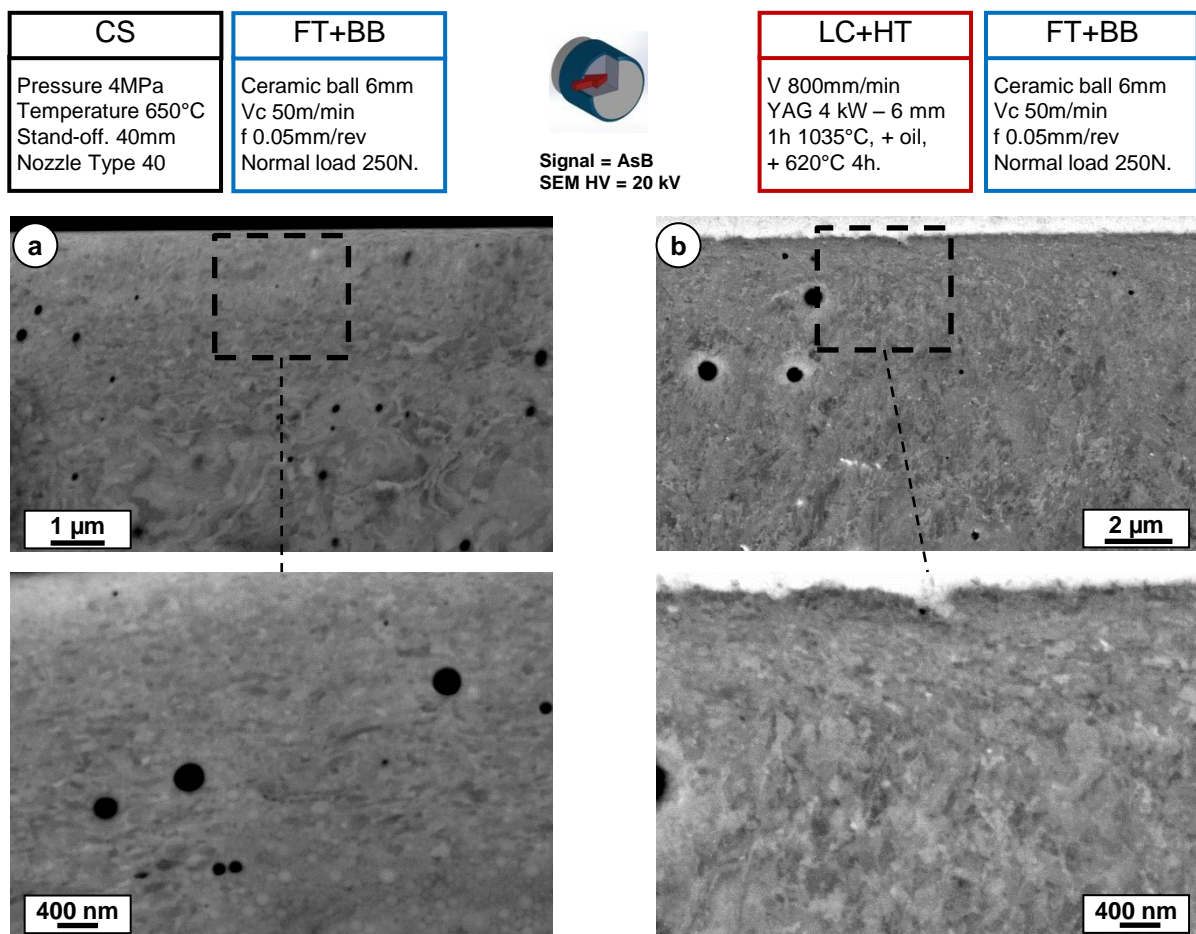 CS
Pressure 4MPa
Temperature 650°C
Stand-off. 40mm
Nozzle Type 40
FT+BB
Ceramic ball 6mm
Vc 50m/min
f 0.05mm/rev
Normal load 250N.
Signal = AsB
SEM HV = 20 kV
LC+HT
V 800mm/min
YAG 4 kW – 6 mm
1h 1035°C, + oil,
+ 620°C 4h.
FT+BB
Ceramic ball 6mm
Vc 50m/min
f 0.05mm/rev
Normal load 250N.
a
1 µm
b
2 µm
400 nm
400 nm